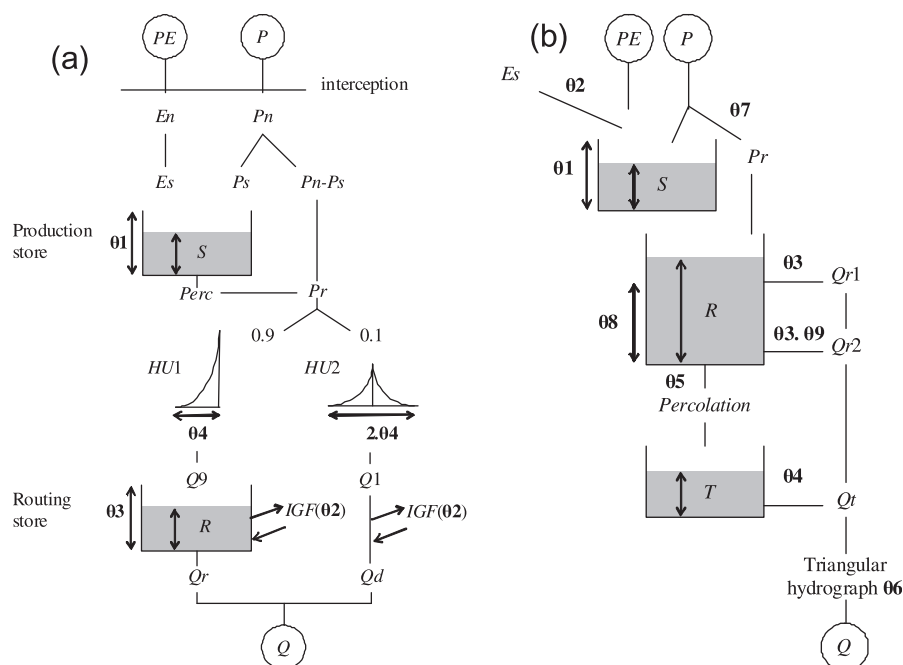 (a)
PE
P
interception
En
Pn
Es
Ps
Pn-Ps
Production
store
θ1
S
Perc
Pr
0.9
0.1
HU1
HU2
θ4
2.θ4
Q9
Q1
Routing
store
θ3
R
IGF(θ2)
IGF(θ2)
Qr
Qd
Q
(b)
PE
P
Es
θ2
θ7
θ1
S
Pr
θ3
Qr1
θ8
R
θ3. θ9
Qr2
θ5
Percolation
θ4
T
Qt
Triangular
hydrograph θ6
Q